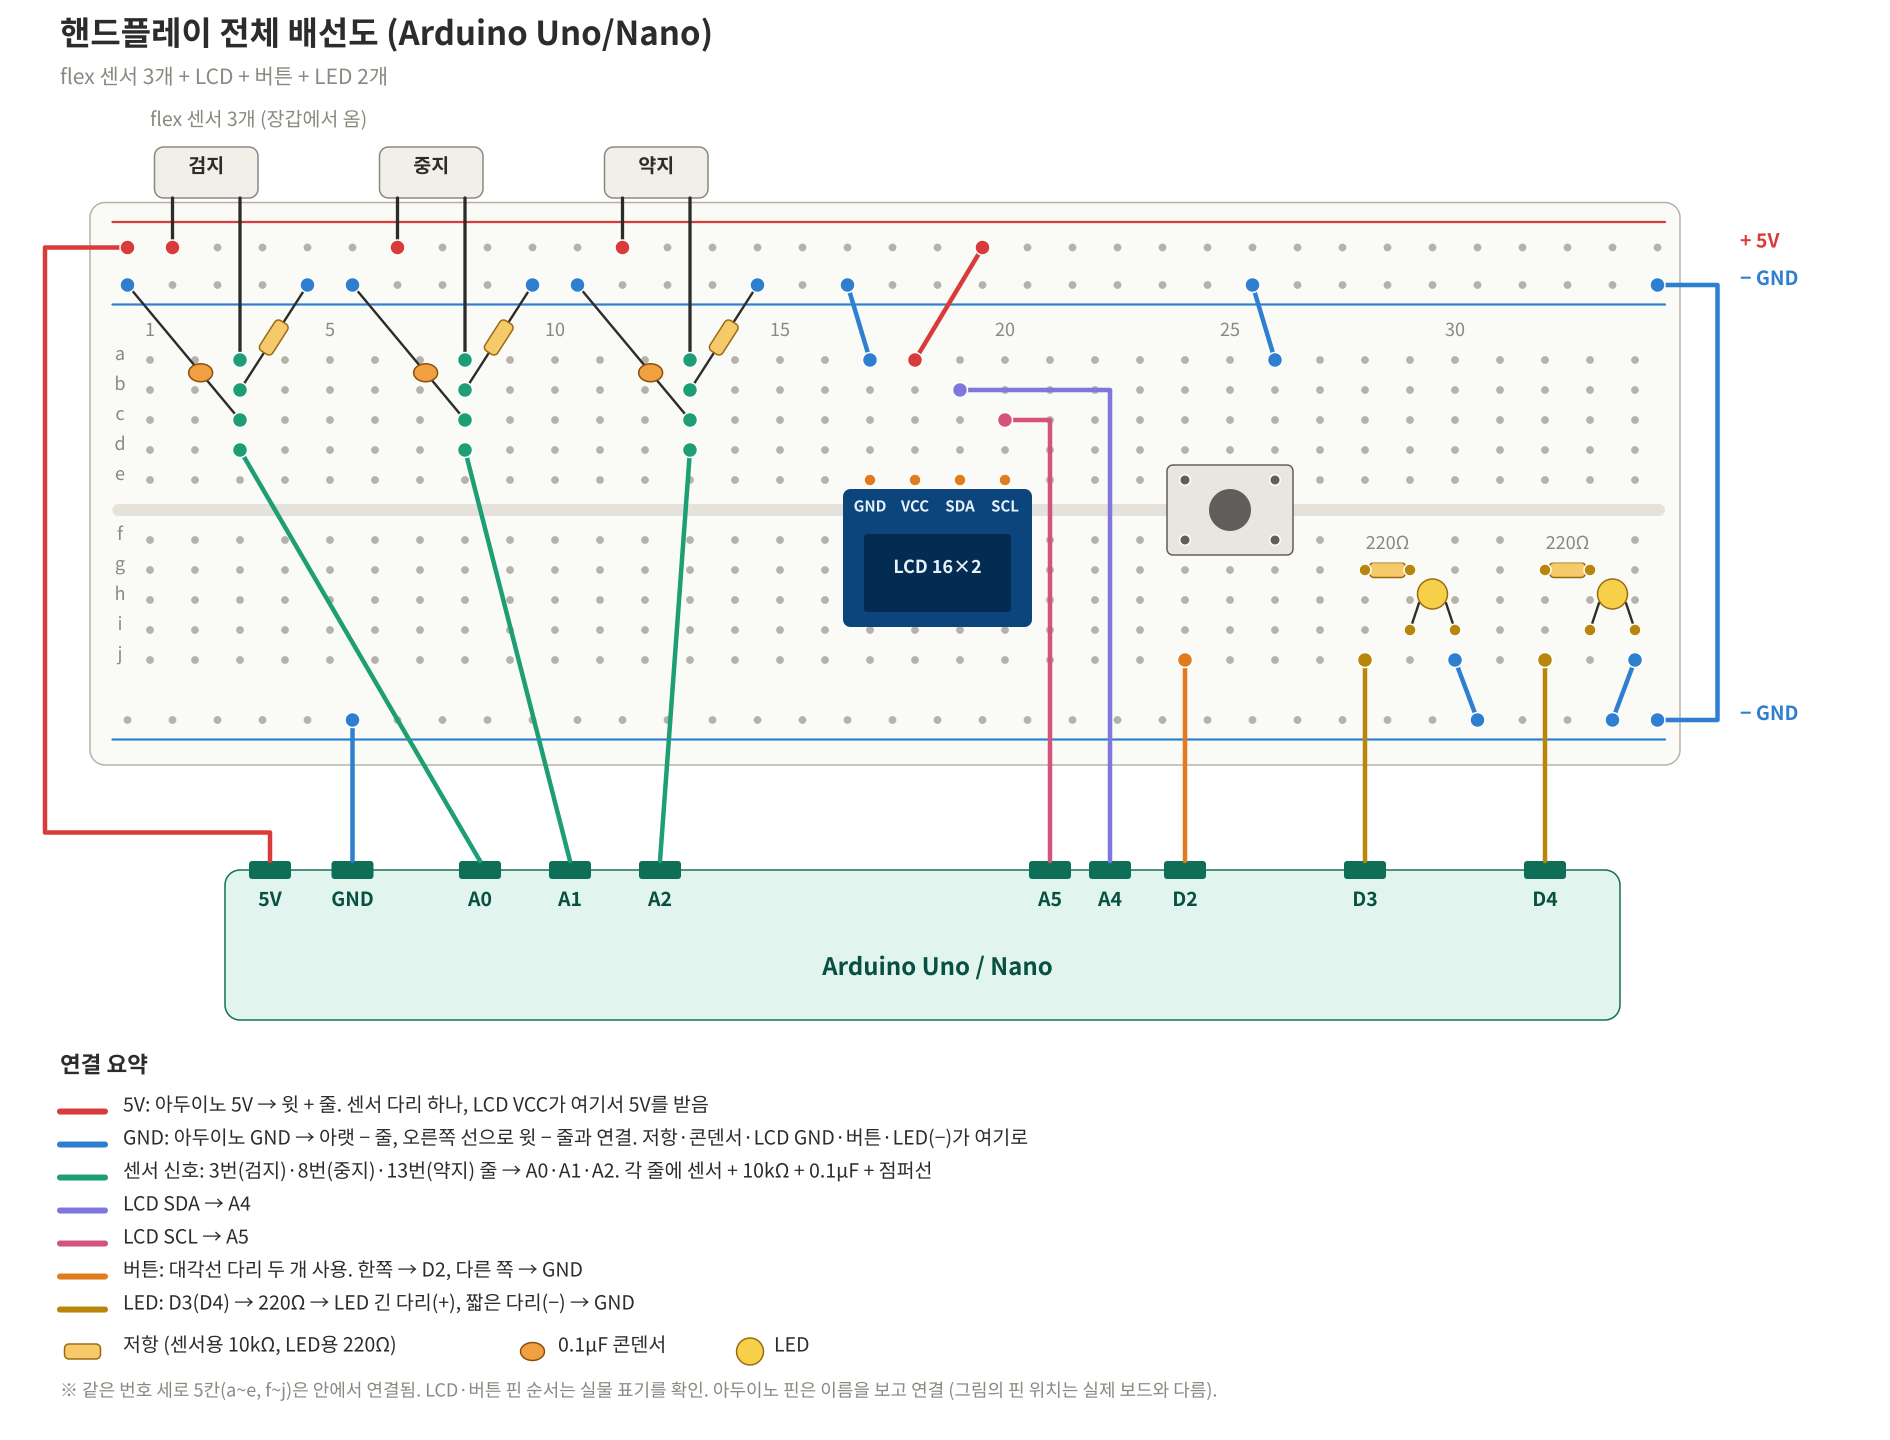 핸드플레이 전체 배선도 (Arduino Uno/Nano)
flex 센서 3개 + LCD + 버튼 + LED 2개
flex 센서 3개 (장갑에서 옴)
검지 중지 약지
+ 5V
− GND
1 5 10 15 20 25 30
a
b
c
d
e
GND VCC SDA SCL
f
220Ω 220Ω
g
LCD 16×2
h
i
j
− GND
5V GND A0 A1 A2 A5 A4 D2 D3 D4
Arduino Uno / Nano
연결 요약
5V: 아두이노 5V → 윗 + 줄. 센서 다리 하나, LCD VCC가 여기서 5V를 받음
GND: 아두이노 GND → 아랫 − 줄, 오른쪽 선으로 윗 − 줄과 연결. 저항·콘덴서·LCD GND·버튼·LED(−)가 여기로
센서 신호: 3번(검지)·8번(중지)·13번(약지) 줄 → A0·A1·A2. 각 줄에 센서 + 10kΩ + 0.1µF + 점퍼선
LCD SDA → A4
LCD SCL → A5
버튼: 대각선 다리 두 개 사용. 한쪽 → D2, 다른 쪽 → GND
LED: D3(D4) → 220Ω → LED 긴 다리(+), 짧은 다리(−) → GND
저항 (센서용 10kΩ, LED용 220Ω) 0.1µF 콘덴서 LED
※ 같은 번호 세로 5칸(a~e, f~j)은 안에서 연결됨. LCD·버튼 핀 순서는 실물 표기를 확인. 아두이노 핀은 이름을 보고 연결 (그림의 핀 위치는 실제 보드와 다름).